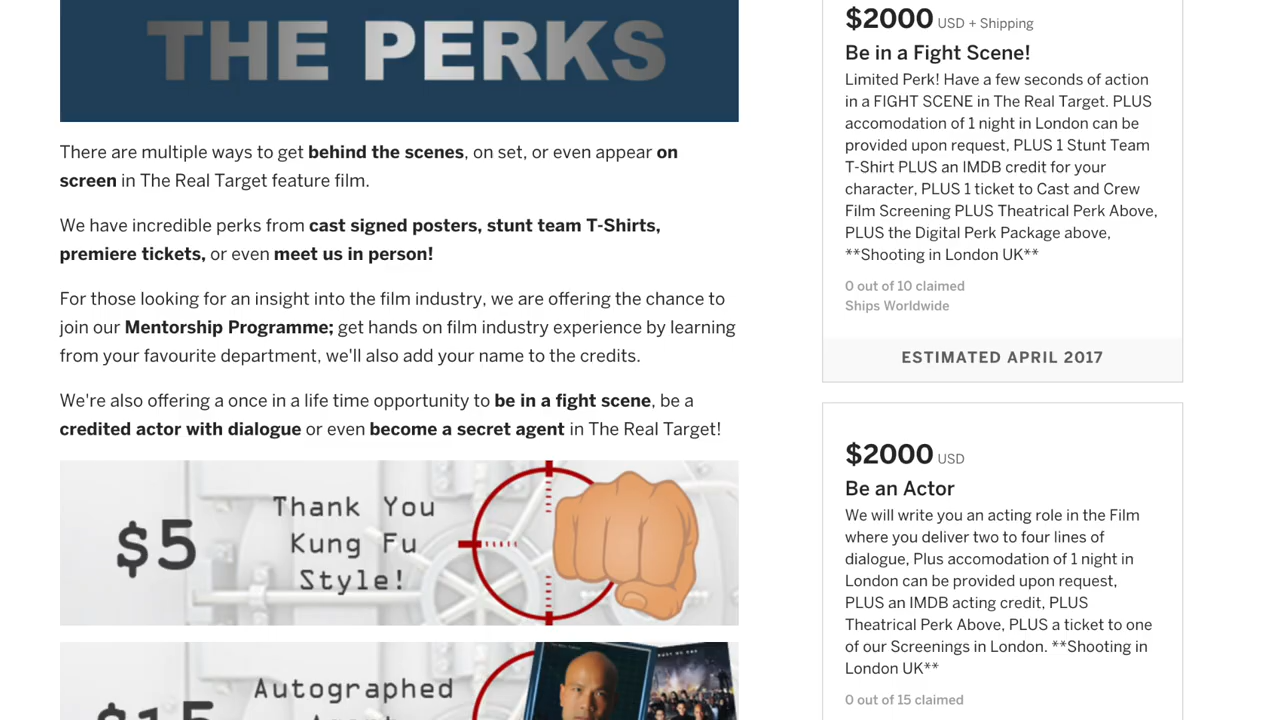 THE PERKS
There are multiple ways to get behind the scenes, on set, or even appear on
screen in The Real Target feature film.
We have incredible perks from cast signed posters, stunt team T-Shirts,
premiere tickets, or even meet us in person!
For those looking for an insight into the film industry, we are offering the chance to
join our Mentorship Programme; get hands on film industry experience by learning
from your favourite department, we'll also add your name to the credits.
We're also offering a once in a life time opportunity to be in a fight scene, be a
credited actor with dialogue or even become a secret agent in The Real Target!
$5
Thank You
Kung Fu
Style!
$15
Autographed
$2000 USD + Shipping
Be in a Fight Scene!
Limited Perk! Have a few seconds of action
in a FIGHT SCENE in The Real Target. PLUS
accomodation of 1 night in London can be
provided upon request, PLUS 1 Stunt Team
T-Shirt PLUS an IMDB credit for your
character, PLUS 1 ticket to Cast and Crew
Film Screening PLUS Theatrical Perk Above,
PLUS the Digital Perk Package above,
**Shooting in London UK**
0 out of 10 claimed
Ships Worldwide
ESTIMATED APRIL 2017
$2000 USD
Be an Actor
We will write you an acting role in the Film
where you deliver two to four lines of
dialogue, Plus accomodation of 1 night in
London can be provided upon request,
PLUS an IMDB acting credit, PLUS
Theatrical Perk Above, PLUS a ticket to one
of our Screenings in London. **Shooting in
London UK**
0 out of 15 claimed